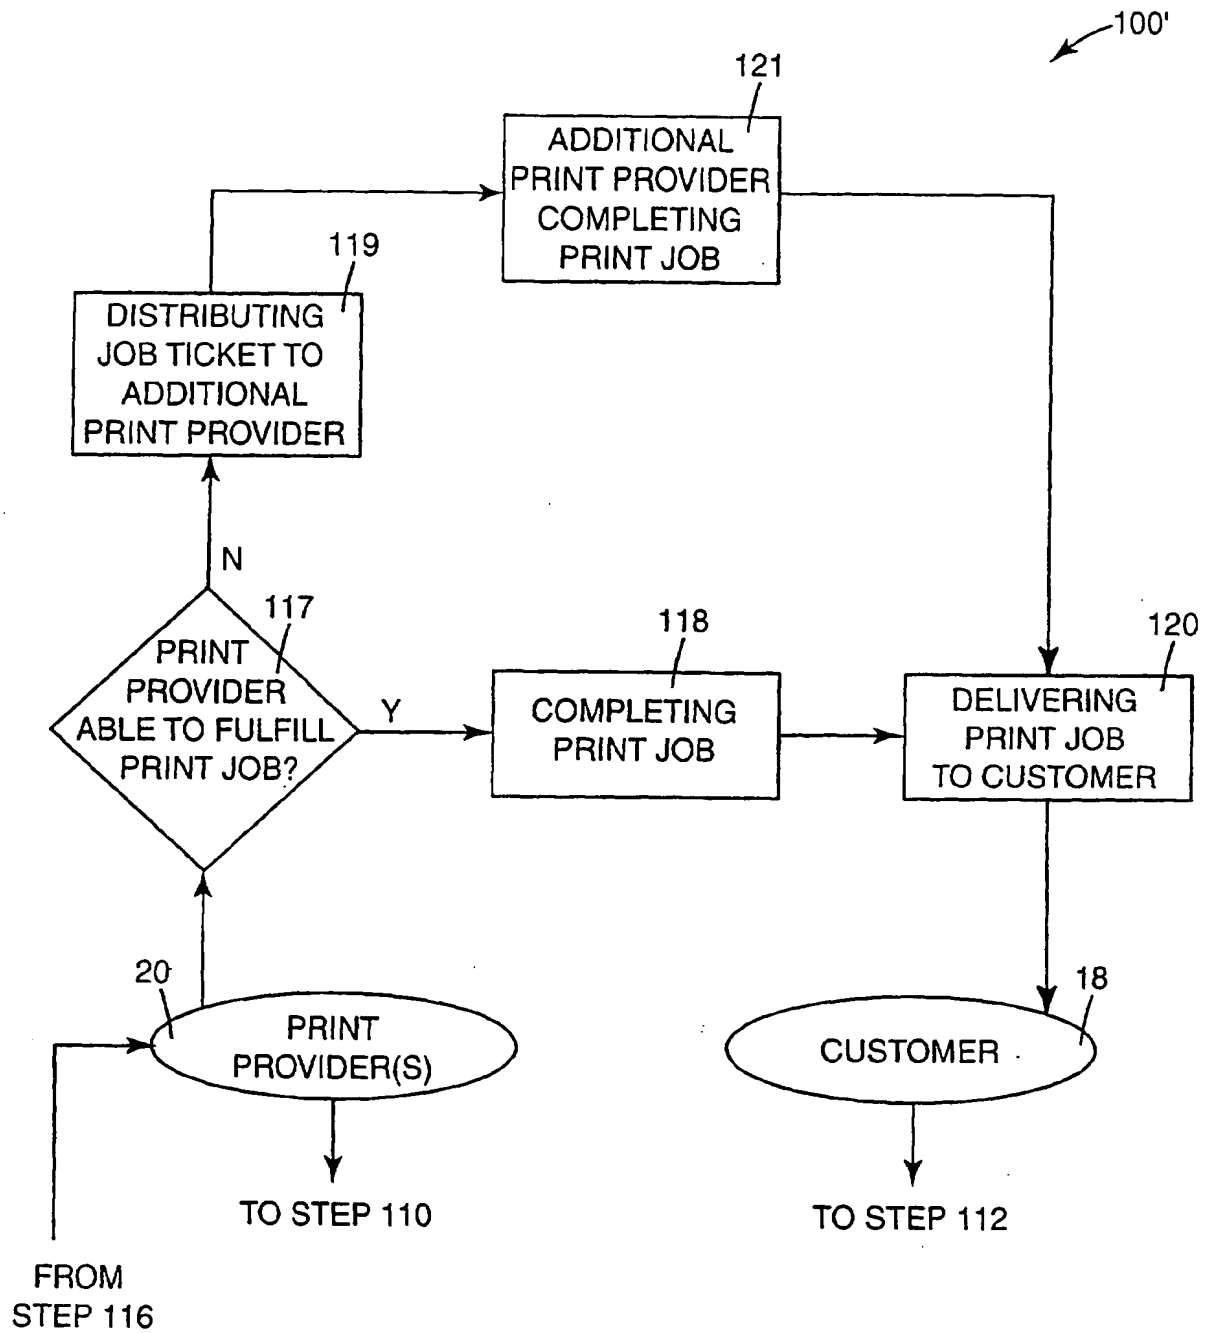 100'
121
ADDITIONAL
PRINT PROVIDER
COMPLETING
PRINT JOB
119
DISTRIBUTING
JOB TICKET TO
ADDITIONAL
PRINT PROVIDER
N
117
PRINT
PROVIDER
ABLE TO FULFILL
PRINT JOB?
Y
118
COMPLETING
PRINT JOB
120
DELIVERING
PRINT JOB
TO CUSTOMER
20
PRINT
PROVIDER(S)
18
CUSTOMER
TO STEP 110
TO STEP 112
FROM
STEP 116